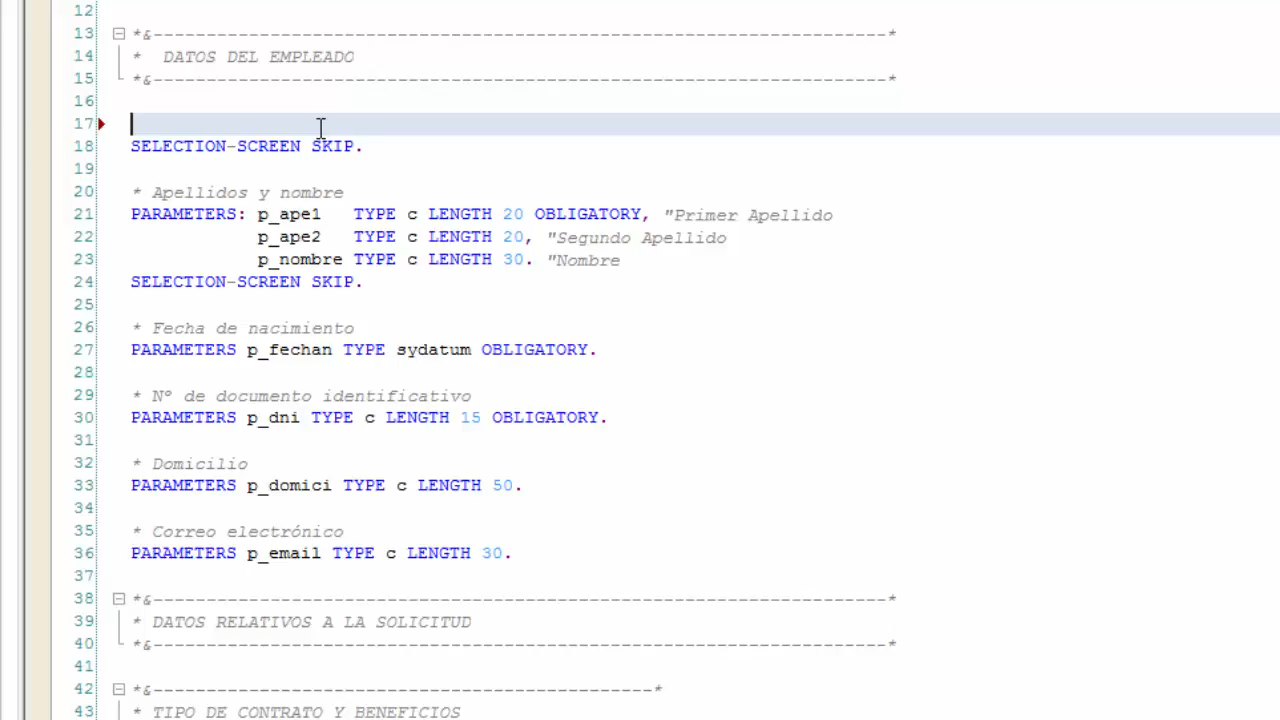 12
13 *&---------------------------------------------------------------------*
14 *  DATOS DEL EMPLEADO
15 *&---------------------------------------------------------------------*
16
17
18 SELECTION-SCREEN SKIP.
19
20 * Apellidos y nombre
21 PARAMETERS: p_ape1   TYPE c LENGTH 20 OBLIGATORY, "Primer Apellido
22             p_ape2   TYPE c LENGTH 20, "Segundo Apellido
23             p_nombre TYPE c LENGTH 30. "Nombre
24 SELECTION-SCREEN SKIP.
25
26 * Fecha de nacimiento
27 PARAMETERS p_fechan TYPE sydatum OBLIGATORY.
28
29 * Nº de documento identificativo
30 PARAMETERS p_dni TYPE c LENGTH 15 OBLIGATORY.
31
32 * Domicilio
33 PARAMETERS p_domici TYPE c LENGTH 50.
34
35 * Correo electrónico
36 PARAMETERS p_email TYPE c LENGTH 30.
37
38 *&---------------------------------------------------------------------*
39 * DATOS RELATIVOS A LA SOLICITUD
40 *&---------------------------------------------------------------------*
41
42 *&-----------------------------------------------*
43 * TIPO DE CONTRATO Y BENEFICIOS